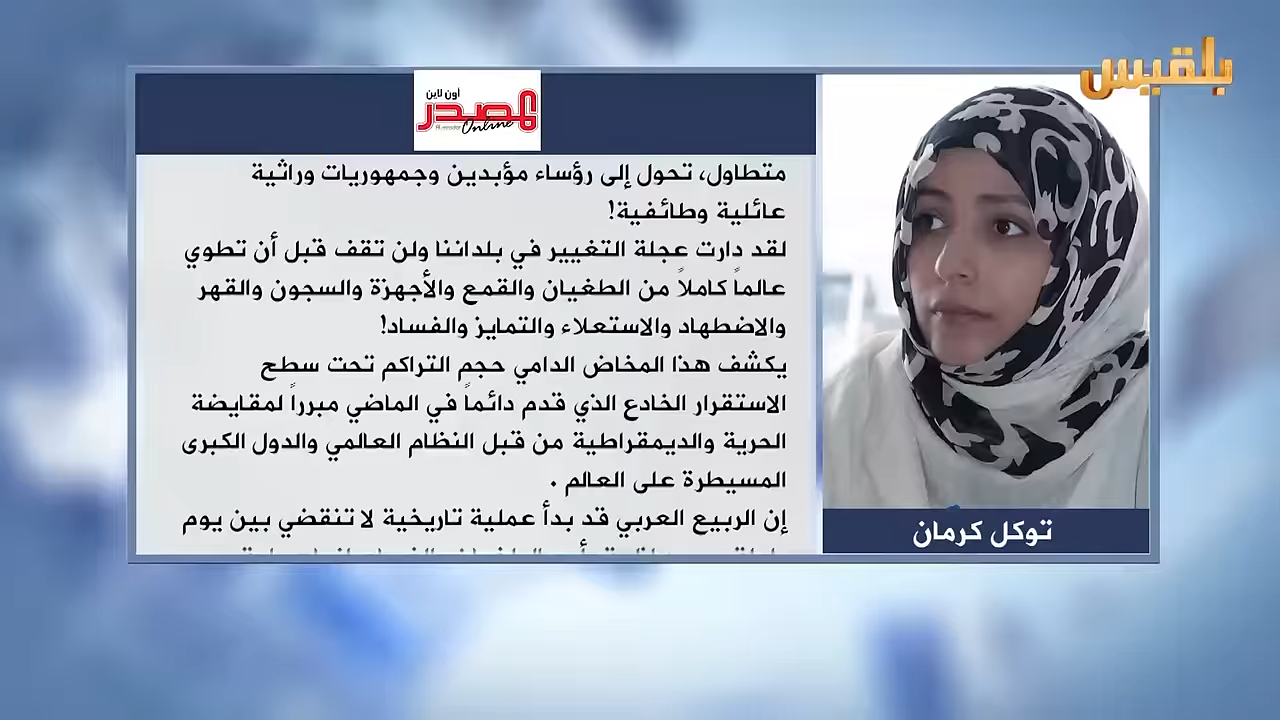 بلقيس
أون لاين
المصدر
Online
متطاول، تحول إلى رؤساء مؤبدين وجمهوريات وراثية
عائلية وطائفية!
لقد دارت عجلة التغيير في بلداننا ولن تقف قبل أن تطوي
عالماً كاملاً من الطغيان والقمع والأجهزة والسجون والقهر
والاضطهاد والاستعلاء والتمايز والفساد!
يكشف هذا المخاض الدامي حجم التراكم تحت سطح
الاستقرار الخادع الذي قدم دائماً في الماضي مبرراً لمقايضة
الحرية والديمقراطية من قبل النظام العالمي والدول الكبرى
المسيطرة على العالم .
إن الربيع العربي قد بدأ عملية تاريخية لا تنقضي بين يوم
توكل كرمان